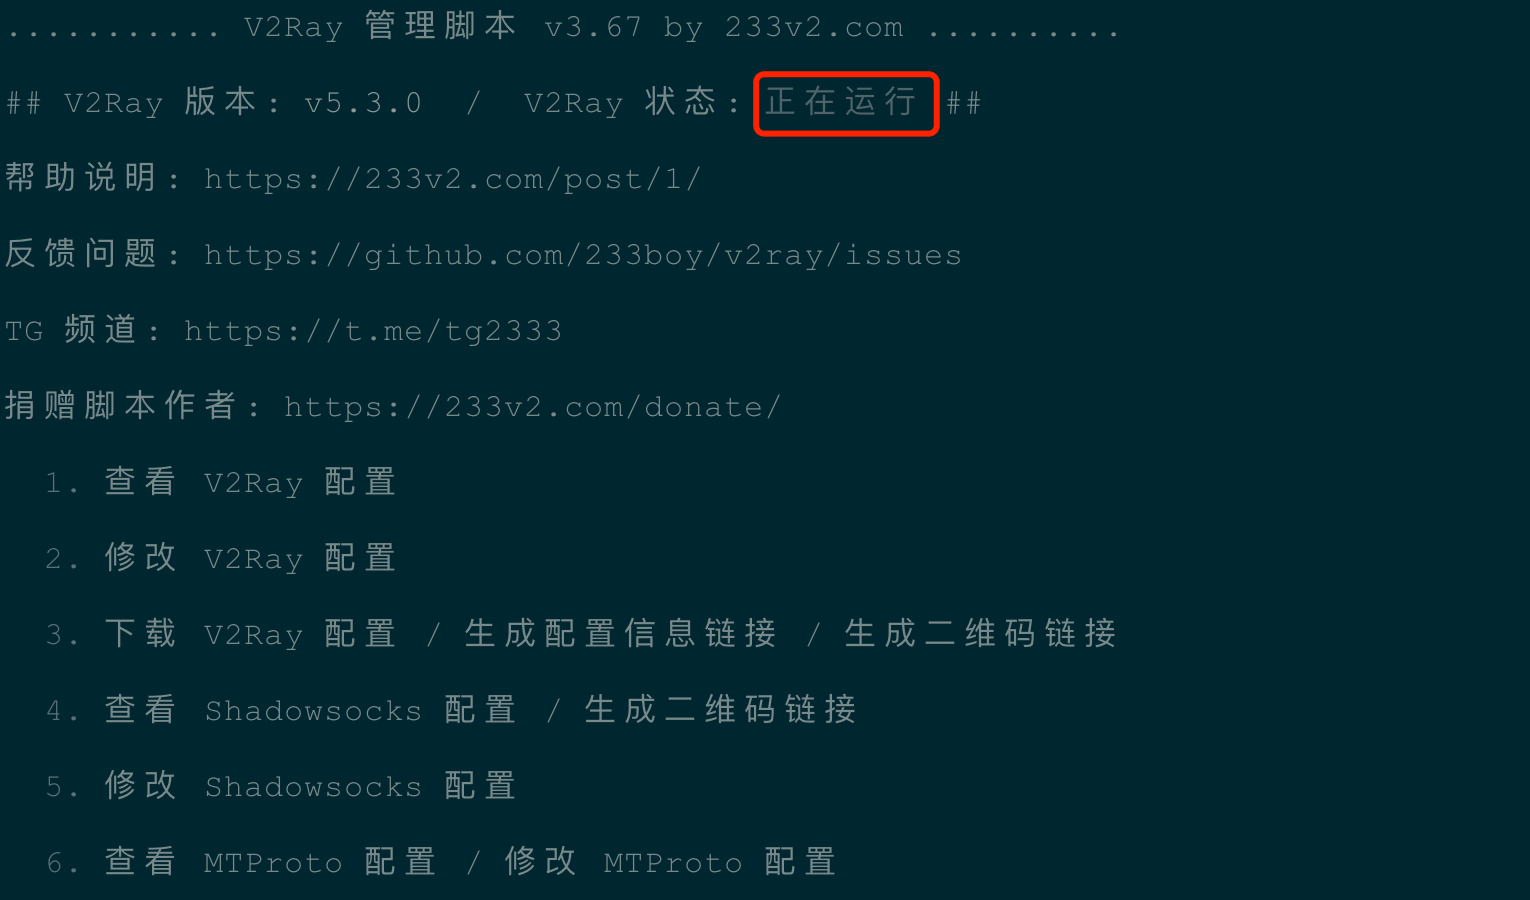 ........... V2Ray 管理脚本 v3.67 by 233v2.com ..........
## V2Ray 版本: v5.3.0 / V2Ray 状态: 正在运行 ##
帮助说明: https://233v2.com/post/1/
反馈问题: https://github.com/233boy/v2ray/issues
TG 频道: https://t.me/tg2333
捐赠脚本作者: https://233v2.com/donate/
1. 查看 V2Ray 配置
2. 修改 V2Ray 配置
3. 下载 V2Ray 配置 / 生成配置信息链接 / 生成二维码链接
4. 查看 Shadowsocks 配置 / 生成二维码链接
5. 修改 Shadowsocks 配置
6. 查看 MTProto 配置 / 修改 MTProto 配置